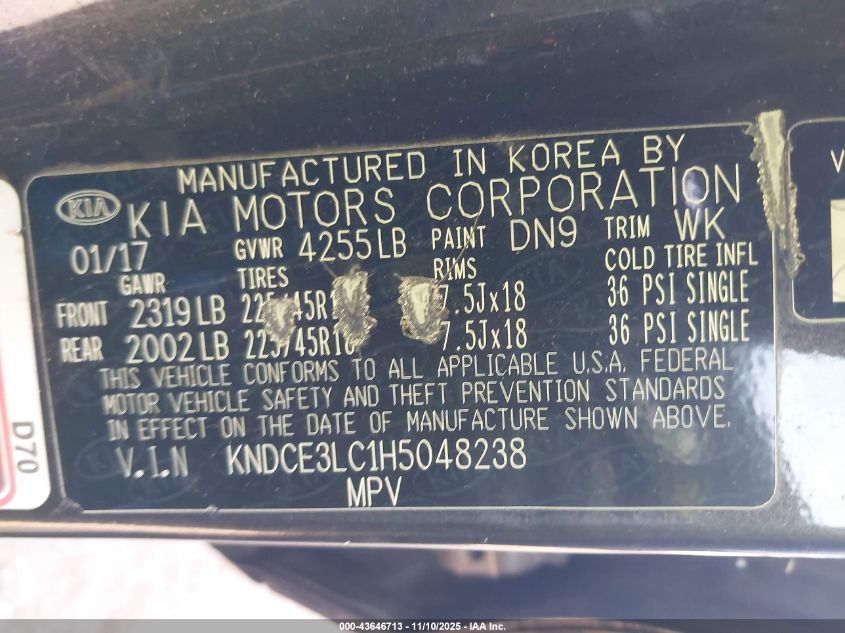 MANUFACTURED IN KOREA BY
KIA KIA MOTORS CORPORATION
01/17 GVWR 4255LB PAINT DN9 TRIM WK
GAWR TIRES RIMS COLD TIRE INFL
FRONT 2319LB 7.5Jx18 36 PSI SINGLE
REAR 2002LB 7.5Jx18 36 PSI SINGLE
THIS VEHICLE CONFORMS TO ALL APPLICABLE U.S.A. FEDERAL
MOTOR VEHICLE SAFETY AND THEFT PREVENTION STANDARDS
IN EFFECT ON THE DATE OF MANUFACTURE SHOWN ABOVE.
V.I.N KNDCE3LC1H5048238
MPV
D70
V
000-43646713 - 11/10/2025 - IAA Inc.